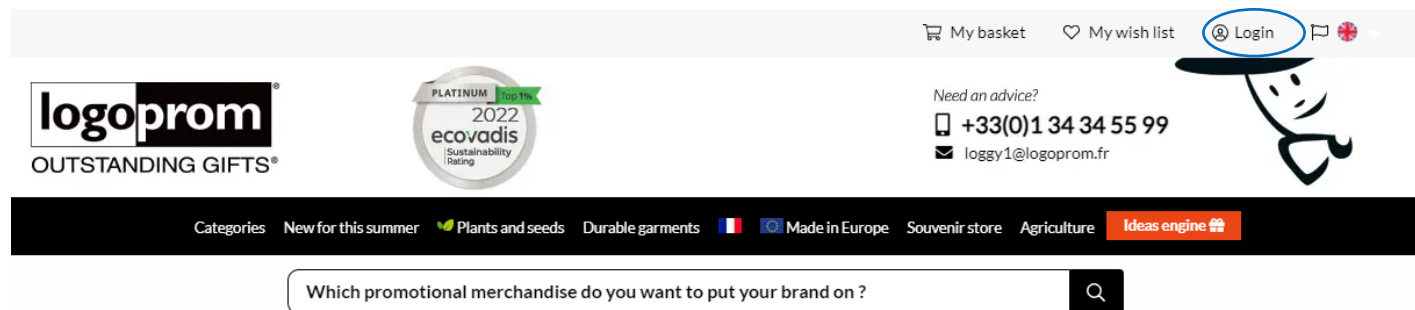 My basket My wish list Login
logoprom®
OUTSTANDING GIFTS®
PLATINUM Top 1%
2022
ecovadis
Sustainability
Rating
Need an advice?
+33(0)1 34 34 55 99
loggy1@logoprom.fr
Categories New for this summer Plants and seeds Durable garments Made in Europe Souvenir store Agriculture Ideas engine
Which promotional merchandise do you want to put your brand on ?